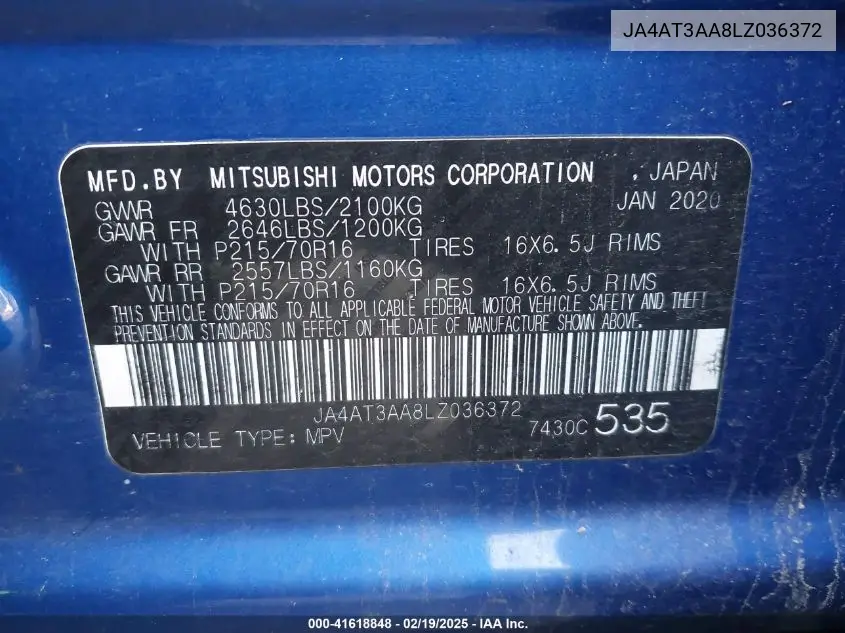 JA4AT3AA8LZ036372
MFD.BY MITSUBISHI MOTORS CORPORATION , JAPAN
GVWR 4630LBS/2100KG JAN 2020
GAWR FR 2646LBS/1200KG
WITH P215/70R16 TIRES 16X6.5J RIMS
GAWR RR 2557LBS/1160KG
WITH P215/70R16 TIRES 16X6.5J RIMS
THIS VEHICLE CONFORMS TO ALL APPLICABLE FEDERAL MOTOR VEHICLE SAFETY AND THEFT
PREVENTION STANDARDS IN EFFECT ON THE DATE OF MANUFACTURE SHOWN ABOVE.
JA4AT3AA8LZ036372
VEHICLE TYPE: MPV 7430C 535
000-41618848 - 02/19/2025 - IAA Inc.